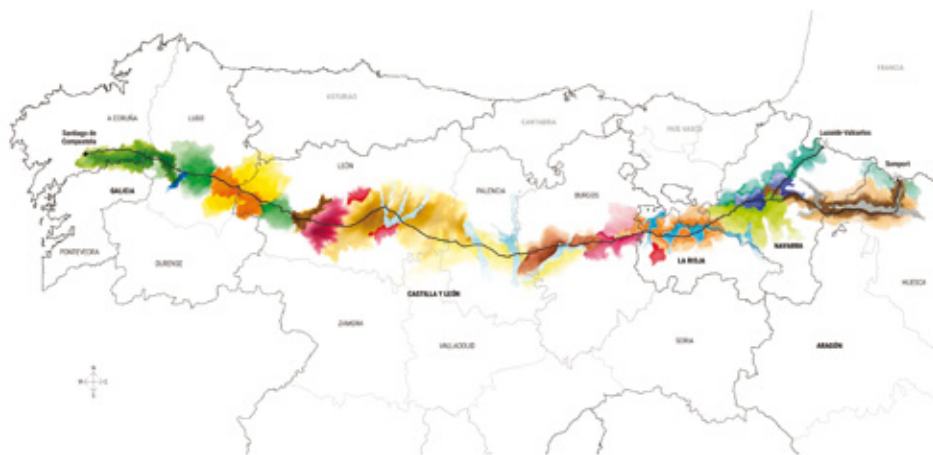 FRANCIA
ASTURIAS
A CORUÑA
LUGO
CANTABRIA
PAÍS VASCO
Santiago de
Compostela
Luzaide-Valcarlos
Somport
LEÓN
GALICIA
PALENCIA
BURGOS
PONTEVEDRA
OURENSE
LA RIOJA
NAVARRA
HUESCA
CASTILLA Y LEÓN
ZAMORA
VALLADOLID
SORIA
ARAGÓN